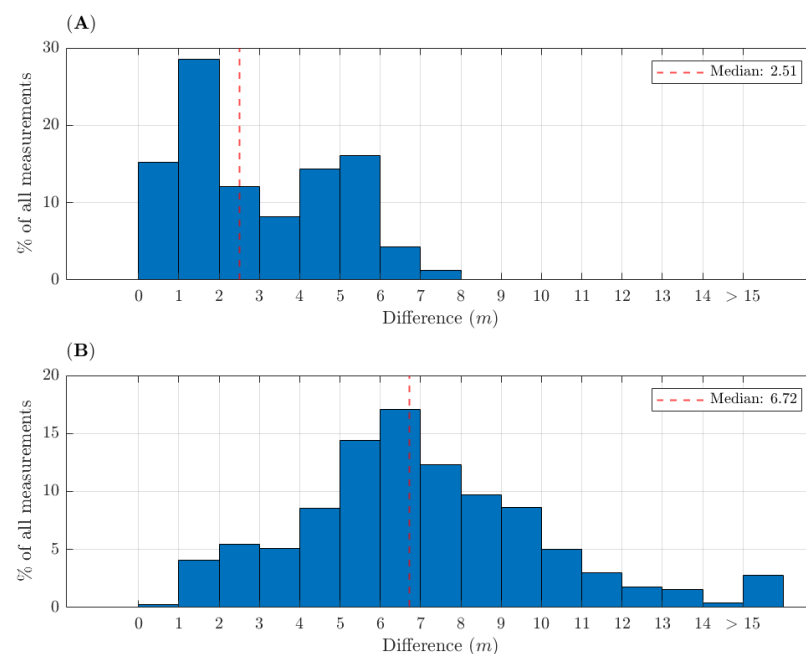 (A)
30
20
10
0
% of all measurements
Median: 2.51
0 1 2 3 4 5 6 7 8 9 10 11 12 13 14 > 15
Difference (m)
(B)
20
15
10
5
0
% of all measurements
Median: 6.72
0 1 2 3 4 5 6 7 8 9 10 11 12 13 14 > 15
Difference (m)